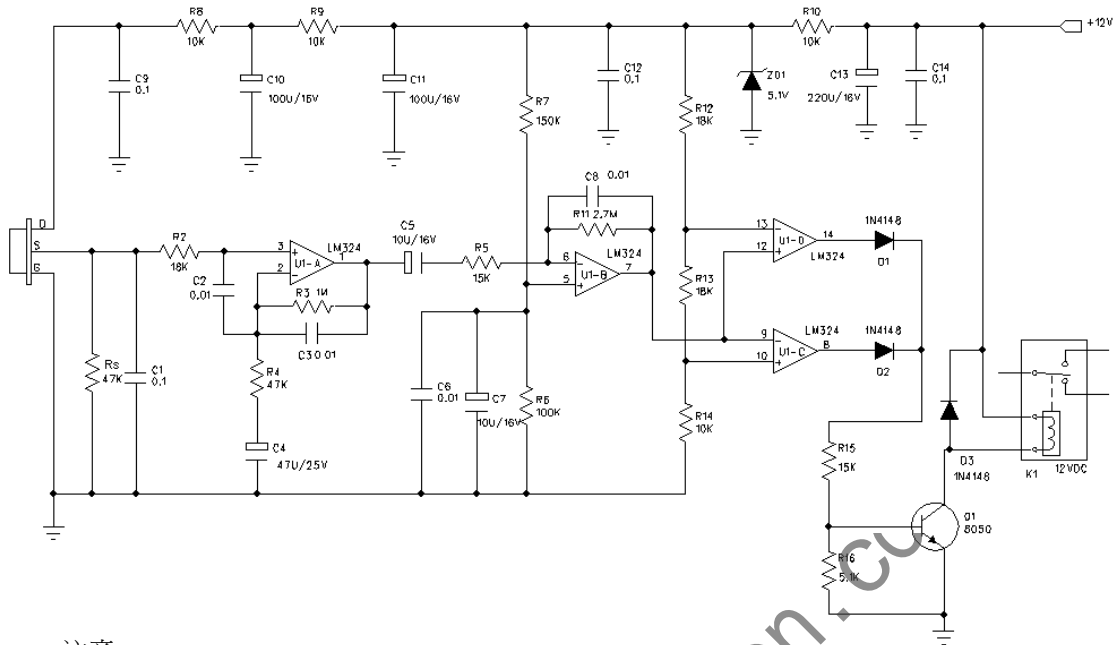 R8
10K
R9
10K
R10
10K
+12V
C9
0.1
C10
100U/16V
C11
100U/16V
C12
0.1
ZD1
5.1V
C13
220U/16V
C14
0.1
R7
150K
R12
18K
C8 0.01
R11 2.7M
D
S
G
R2
18K
C2
0.01
3
+
2
-
1
LM324
U1-A
R3 1M
C3 0.01
C5
10U/16V
R5
15K
6
-
5
+
7
LM324
U1-B
13
-
12
+
14
U1-D
LM324
1N4148
D1
R13
18K
9
-
10
+
8
LM324
U1-C
1N4148
D2
Rs
47K
C1
0.1
R4
47K
C4
47U/25V
C6
0.01
C7
10U/16V
R6
100K
R14
10K
R15
15K
D3
1N4148
K1
12VDC
Q1
8050
R16
5.1K